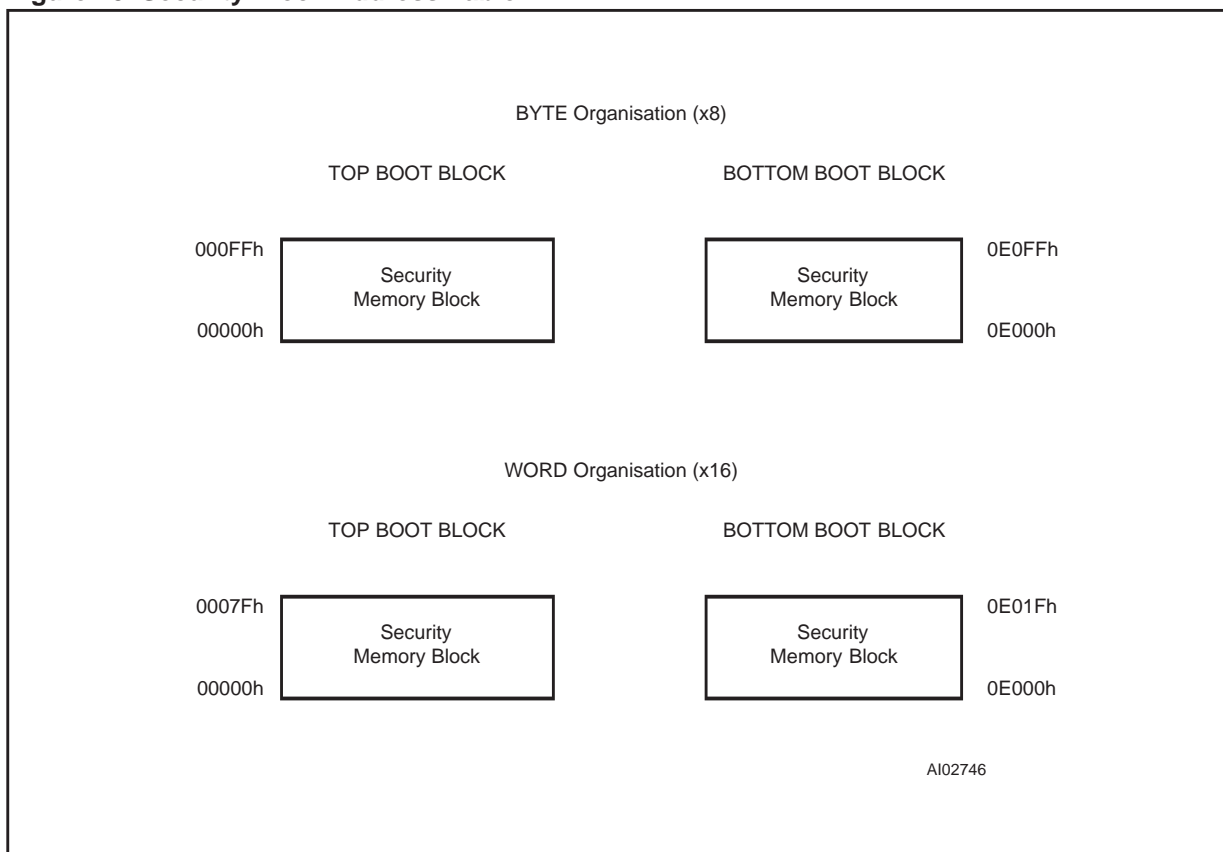 BYTE Organisation (x8)
TOP BOOT BLOCK BOTTOM BOOT BLOCK
000FFh Security Memory Block 00000h
0E0FFh Security Memory Block 0E000h
WORD Organisation (x16)
TOP BOOT BLOCK BOTTOM BOOT BLOCK
0007Fh Security Memory Block 00000h
0E01Fh Security Memory Block 0E000h
AI02746